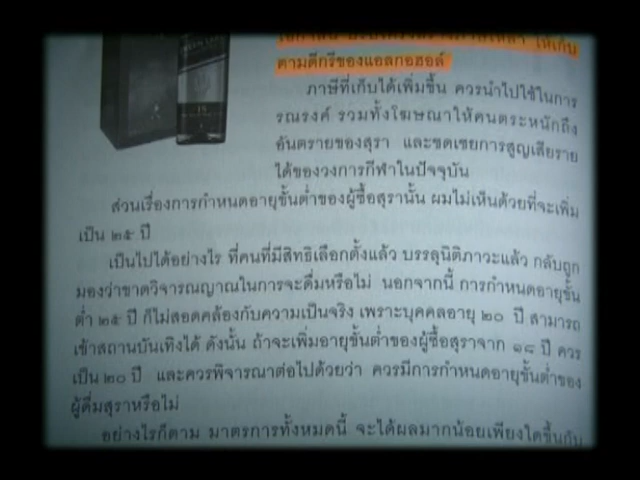 ให้เก็บ
ตามดีกรีของแอลกอฮอล์
ภาษีที่เก็บได้เพิ่มขึ้น ควรนำไปใช้ในการ
รณรงค์ รวมทั้งโฆษณาให้คนตระหนักถึง
อันตรายของสุรา และชดเชยการสูญเสียราย
ได้ของวงการกีฬาในปัจจุบัน
ส่วนเรื่องการกำหนดอายุขั้นต่ำของผู้ซื้อสุรานั้น ผมไม่เห็นด้วยที่จะเพิ่ม
เป็น ๒๕ ปี
เป็นไปได้อย่างไร ที่คนที่มีสิทธิเลือกตั้งแล้ว บรรลุนิติภาวะแล้ว กลับถูก
มองว่าขาดวิจารณญาณในการจะดื่มหรือไม่ นอกจากนี้ การกำหนดอายุขั้น
ต่ำ ๒๕ ปี ก็ไม่สอดคล้องกับความเป็นจริง เพราะบุคคลอายุ ๒๐ ปี สามารถ
เข้าสถานบันเทิงได้ ดังนั้น ถ้าจะเพิ่มอายุขั้นต่ำของผู้ซื้อสุราจาก ๑๘ ปี ควร
เป็น ๒๐ ปี และควรพิจารณาต่อไปด้วยว่า ควรมีการกำหนดอายุขั้นต่ำของ
ผู้ดื่มสุราหรือไม่
อย่างไรก็ตาม มาตรการทั้งหมดนี้ จะได้ผลมากน้อยเพียงใดขึ้นกับ